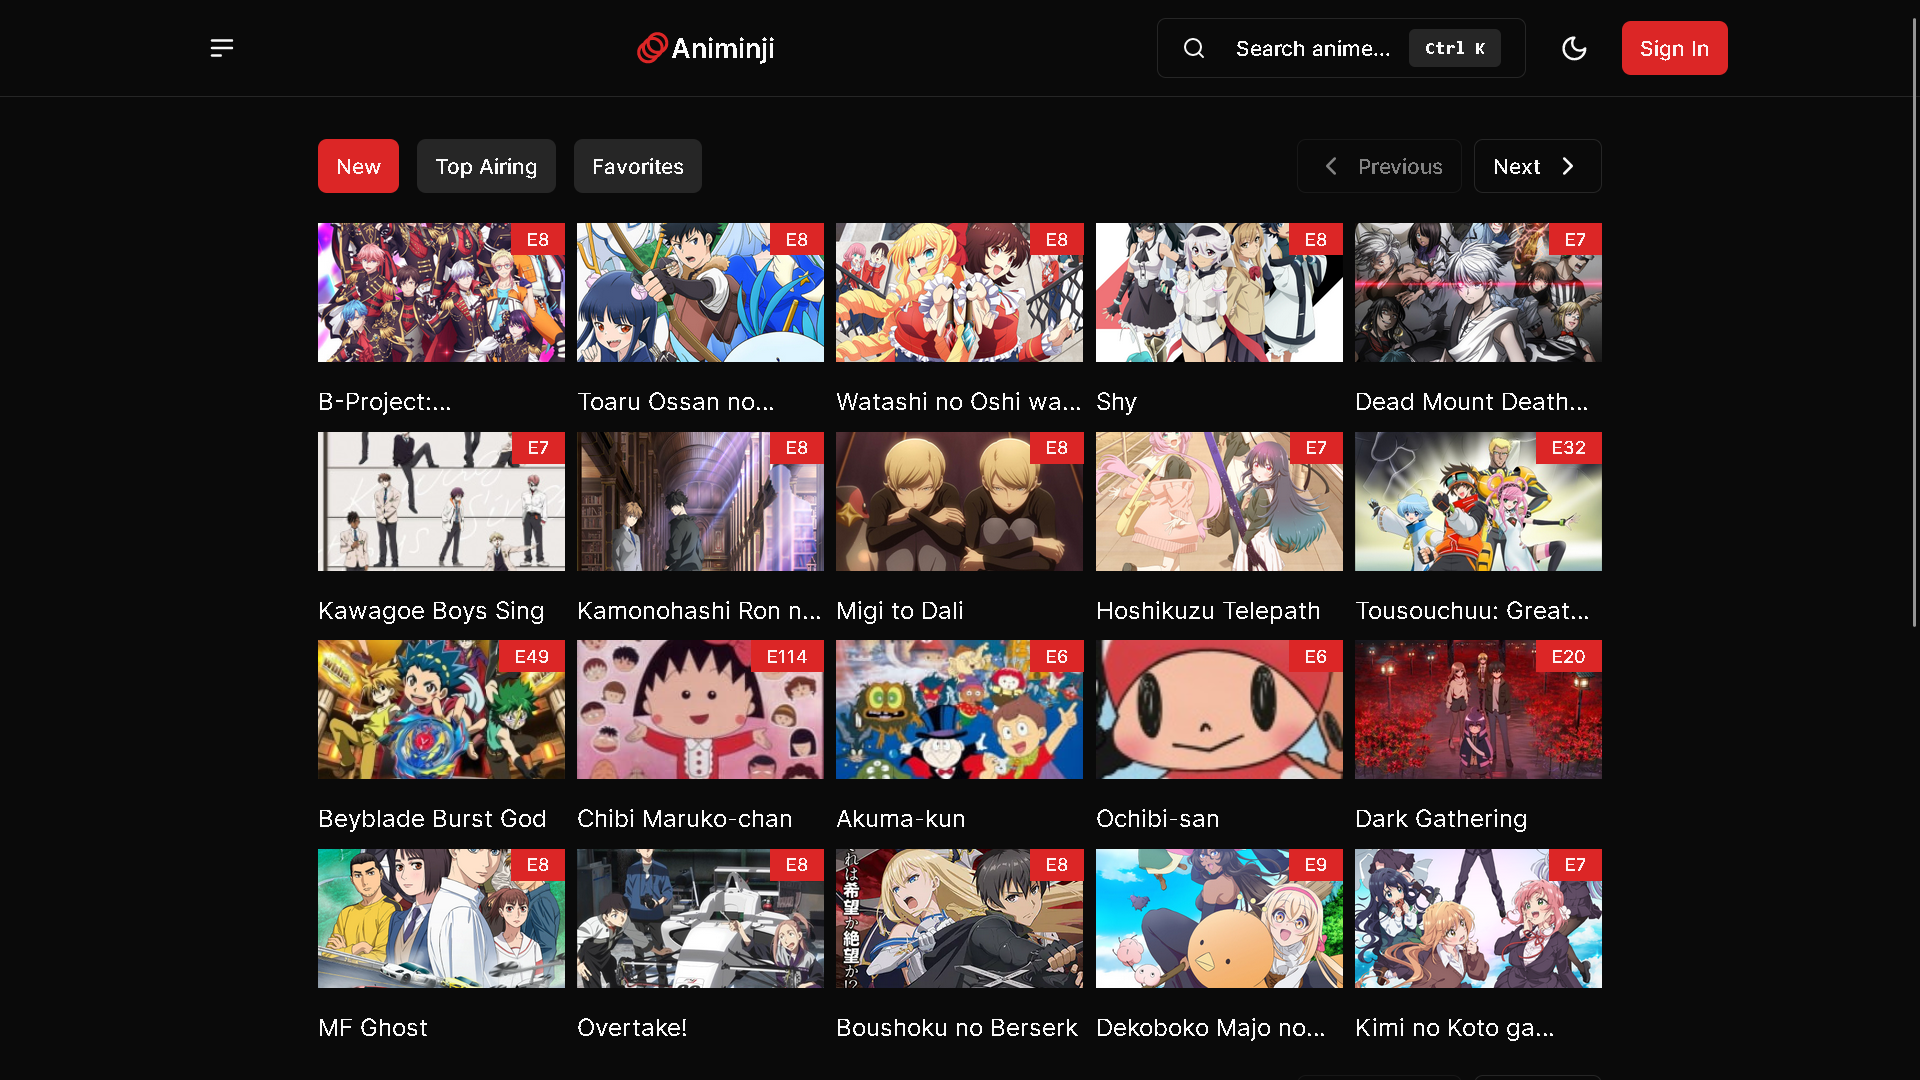 Animinji
Search anime...
Ctrl K
Sign In
New
Top Airing
Favorites
Previous
Next
E8
E8
E8
E8
E7
B-Project:...
Toaru Ossan no...
Watashi no Oshi wa...
Shy
Dead Mount Death...
E7
E8
E8
E7
E32
Kawagoe Boys Sing
Kamonohashi Ron n...
Migi to Dali
Hoshikuzu Telepath
Tousouchuu: Great...
E49
E114
E6
E6
E20
Beyblade Burst God
Chibi Maruko-chan
Akuma-kun
Ochibi-san
Dark Gathering
E8
E8
E8
E9
E7
れは希望か絶望か!?
MF Ghost
Overtake!
Boushoku no Berserk
Dekoboko Majo no...
Kimi no Koto ga...